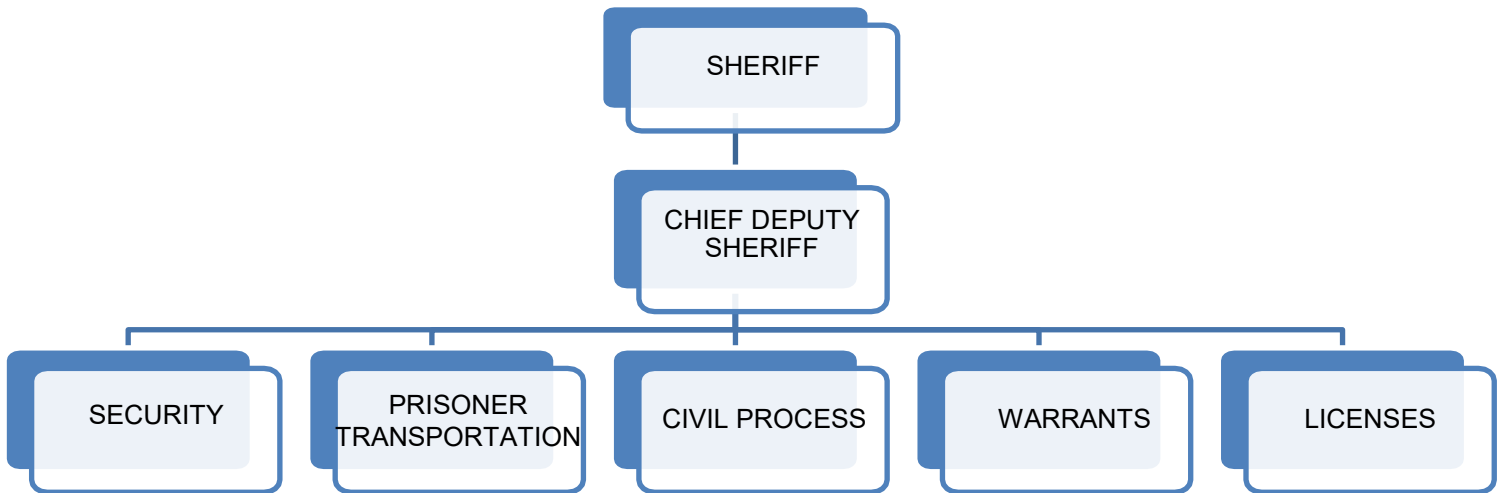 SHERIFF
CHIEF DEPUTY
SHERIFF
SECURITY
PRISONER
TRANSPORTATION
CIVIL PROCESS
WARRANTS
LICENSES